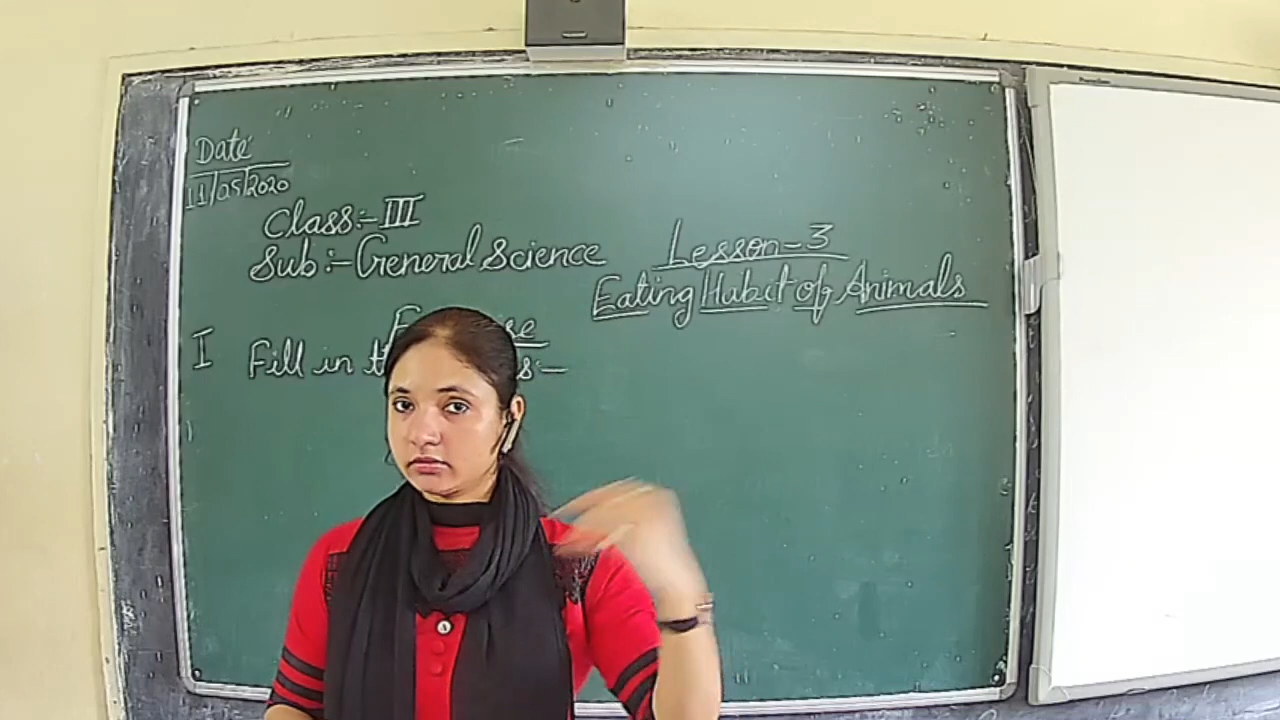 Date
11/05/2020
Class:- III
Sub:- General Science
Lesson-3
Eating Habit of Animals
I
Fill in